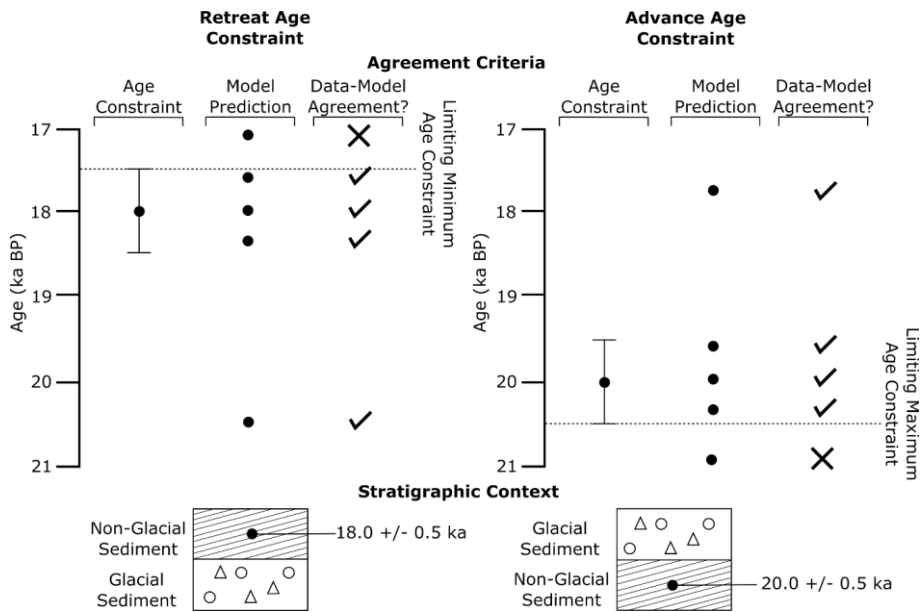 Retreat Age
Constraint
Advance Age
Constraint
Agreement Criteria
Age
Constraint
Model
Prediction
Data-Model
Agreement?
Age
Constraint
Model
Prediction
Data-Model
Agreement?
17
18
19
20
21
Age (ka BP)
Limiting Minimum
Age Constraint
17
18
19
20
21
Age (ka BP)
Limiting Maximum
Age Constraint
Stratigraphic Context
Non-Glacial
Sediment
18.0 +/- 0.5 ka
Glacial
Sediment
Glacial
Sediment
Non-Glacial
Sediment
20.0 +/- 0.5 ka